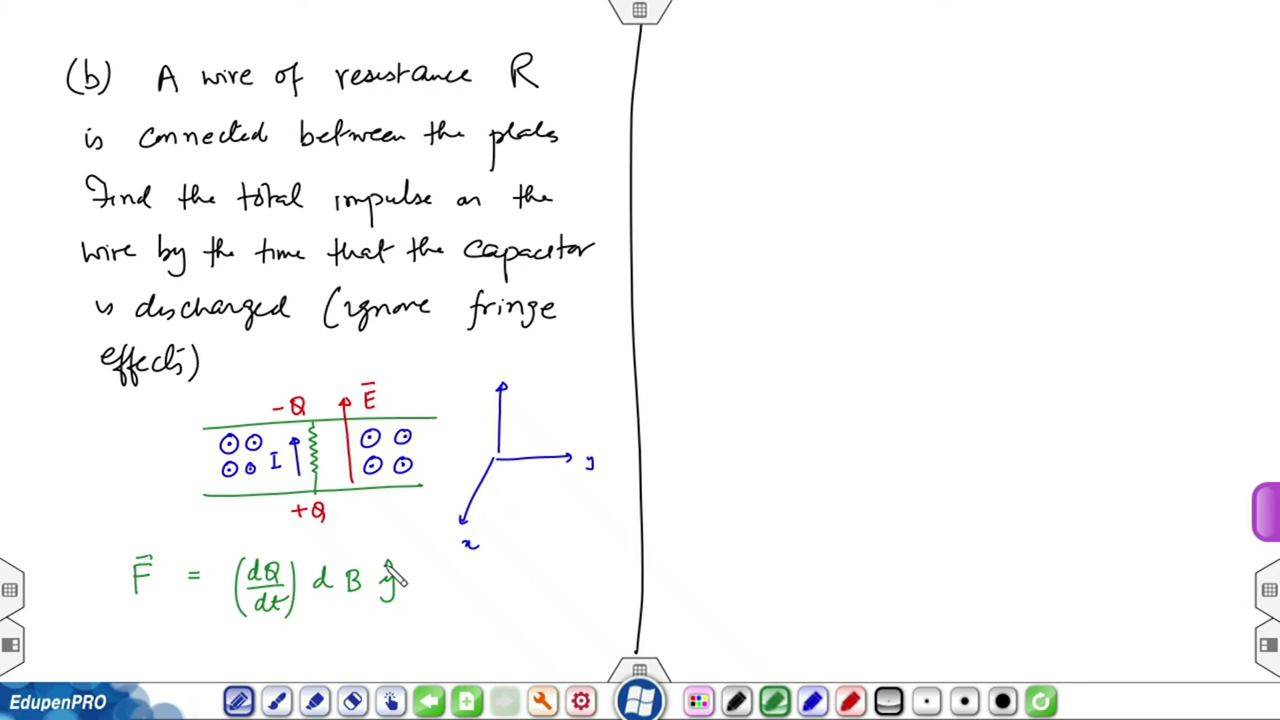 (b) A wire of resistance R
is connected between the plates
Find the total impulse on the
wire by the time that the capacitor
is discharged (ignore fringe
effects)
-Q E
I
+Q
y
x
F = (dQ/dt) d B ŷ
EdupenPRO